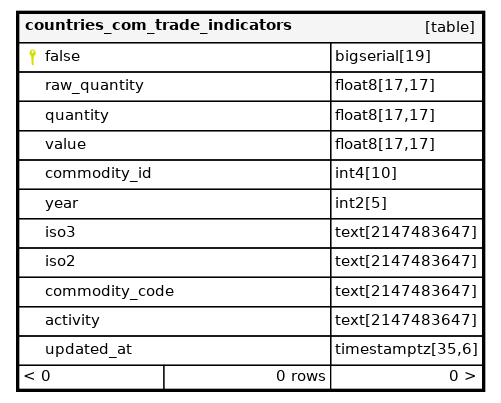 countries_com_trade_indicators [table]
false bigserial[19]
raw_quantity float8[17,17]
quantity float8[17,17]
value float8[17,17]
commodity_id int4[10]
year int2[5]
iso3 text[2147483647]
iso2 text[2147483647]
commodity_code text[2147483647]
activity text[2147483647]
updated_at timestamptz[35,6]
< 0 0 rows 0 >